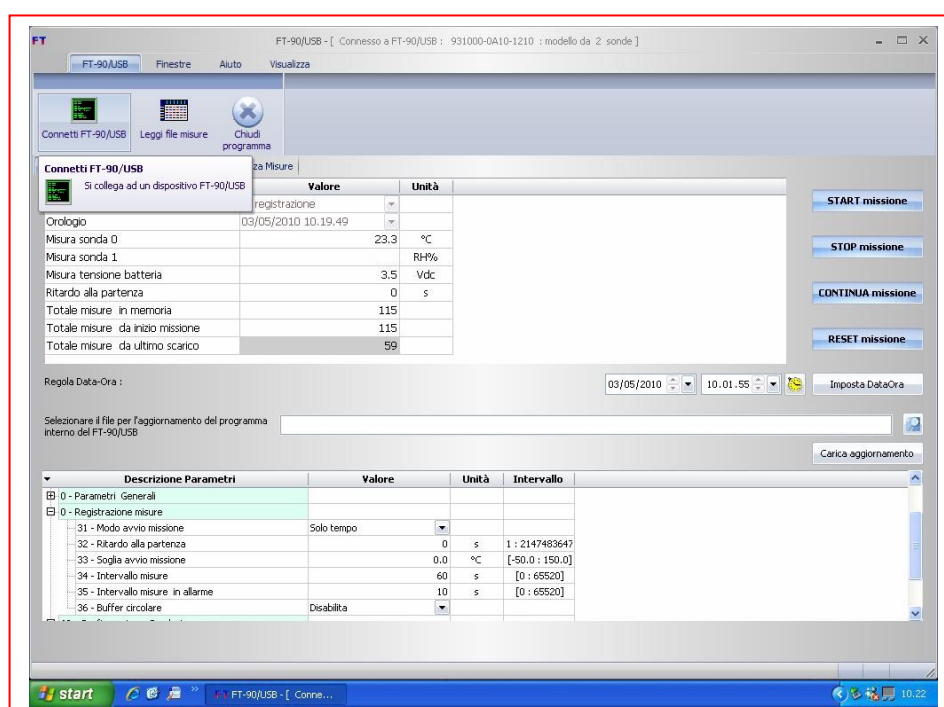 FT
FT-90/USB - [ Connesso a FT-90/USB : 931000-0A10-1210 : modello da 2 sonde ]
FT-90/USB Finestre Aiuto Visualizza
Connetti FT-90/USB Leggi file misure Chiudi programma
za Misure
Connetti FT-90/USB
Si collega ad un dispositivo FT-90/USB
Valore Unità
registrazione
Orologio 03/05/2010 10.19.49
Misura sonda 0 23.3 °C
Misura sonda 1 RH%
Misura tensione batteria 3.5 Vdc
Ritardo alla partenza 0 s
Totale misure in memoria 115
Totale misure da inizio missione 115
Totale misure da ultimo scarico 59
START missione
STOP missione
CONTINUA missione
RESET missione
Regola Data-Ora : 03/05/2010 10.01.55 Imposta DataOra
Selezionare il file per l'aggiornamento del programma
interno del FT-90/USB
Carica aggiornamento
Descrizione Parametri Valore Unità Intervallo
0 - Parametri Generali
0 - Registrazione misure
31 - Modo avvio missione Solo tempo
32 - Ritardo alla partenza 0 s 1 : 2147483647
33 - Soglia avvio missione 0.0 °C [-50.0 : 150.0]
34 - Intervallo misure 60 s [0 : 65520]
35 - Intervallo misure in allarme 10 s [0 : 65520]
36 - Buffer circolare Disabilita
start FT-90/USB - [ Conne... 10.22